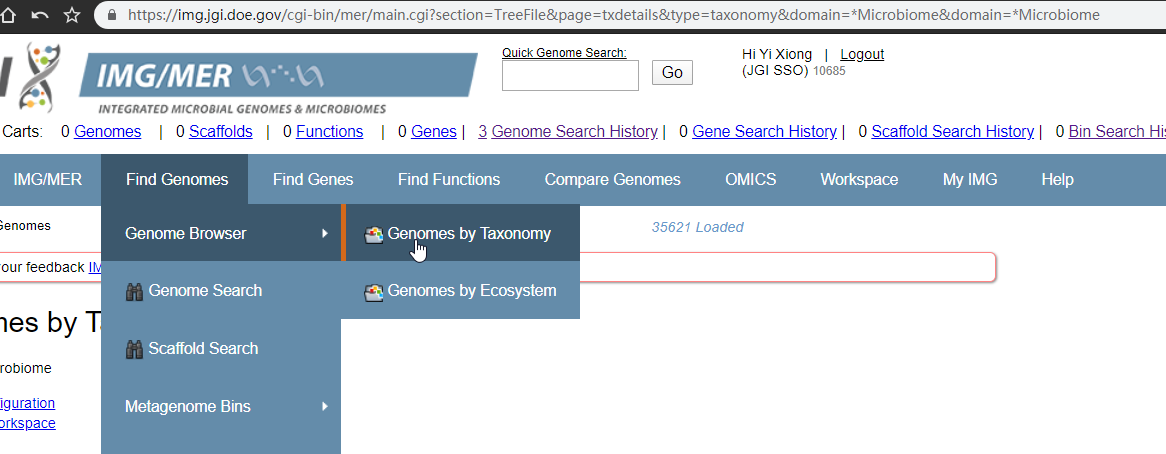 https://img.jgi.doe.gov/cgi-bin/mer/main.cgi?section=TreeFile&page=txdetails&type=taxonomy&domain=*Microbiome&domain=*Microbiome
IMG/MER
INTEGRATED MICROBIAL GENOMES & MICROBIOMES
Quick Genome Search:
Go
Hi Yi Xiong | Logout
(JGI SSO) 10685
Carts: 0 Genomes | 0 Scaffolds | 0 Functions | 0 Genes | 3 Genome Search History | 0 Gene Search History | 0 Scaffold Search History | 0 Bin Search His
IMG/MER Find Genomes Find Genes Find Functions Compare Genomes OMICS Workspace My IMG Help
Genomes
35621 Loaded
Genome Browser
Genomes by Taxonomy
our feedback IM
Genome Search
Genomes by Ecosystem
mes by Ta
Scaffold Search
robiome
figuration
Metagenome Bins
orkspace